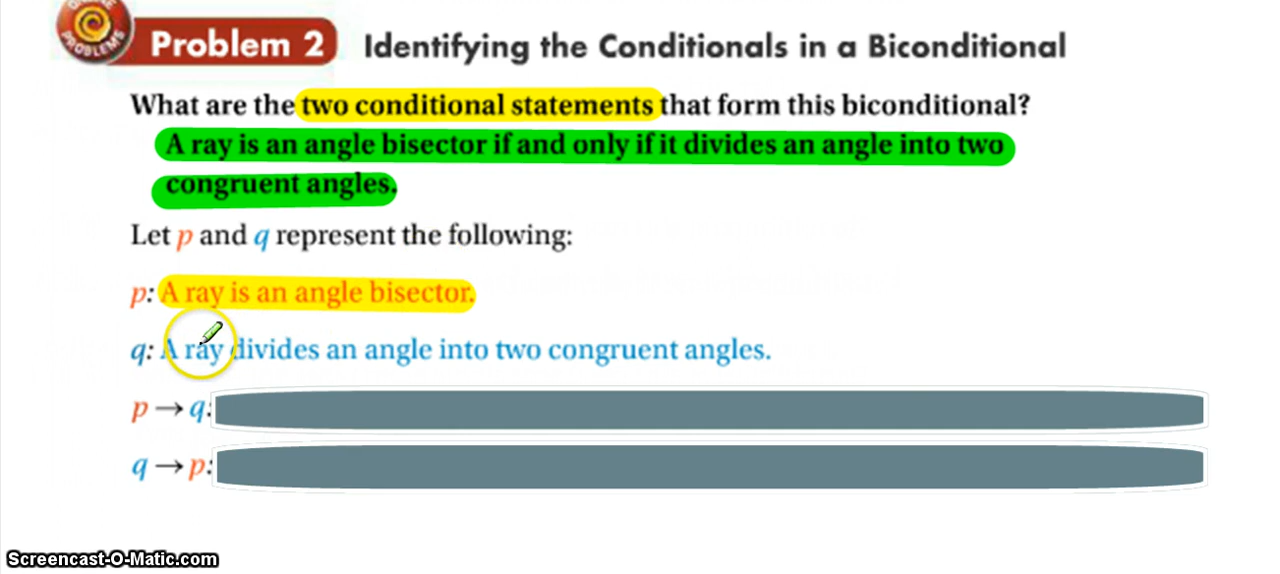 PROBLEMS
Problem 2 Identifying the Conditionals in a Biconditional
What are the two conditional statements that form this biconditional?
A ray is an angle bisector if and only if it divides an angle into two
congruent angles.
Let p and q represent the following:
p: A ray is an angle bisector.
q: A ray divides an angle into two congruent angles.
p → q:
q → p:
Screencast-O-Matic.com